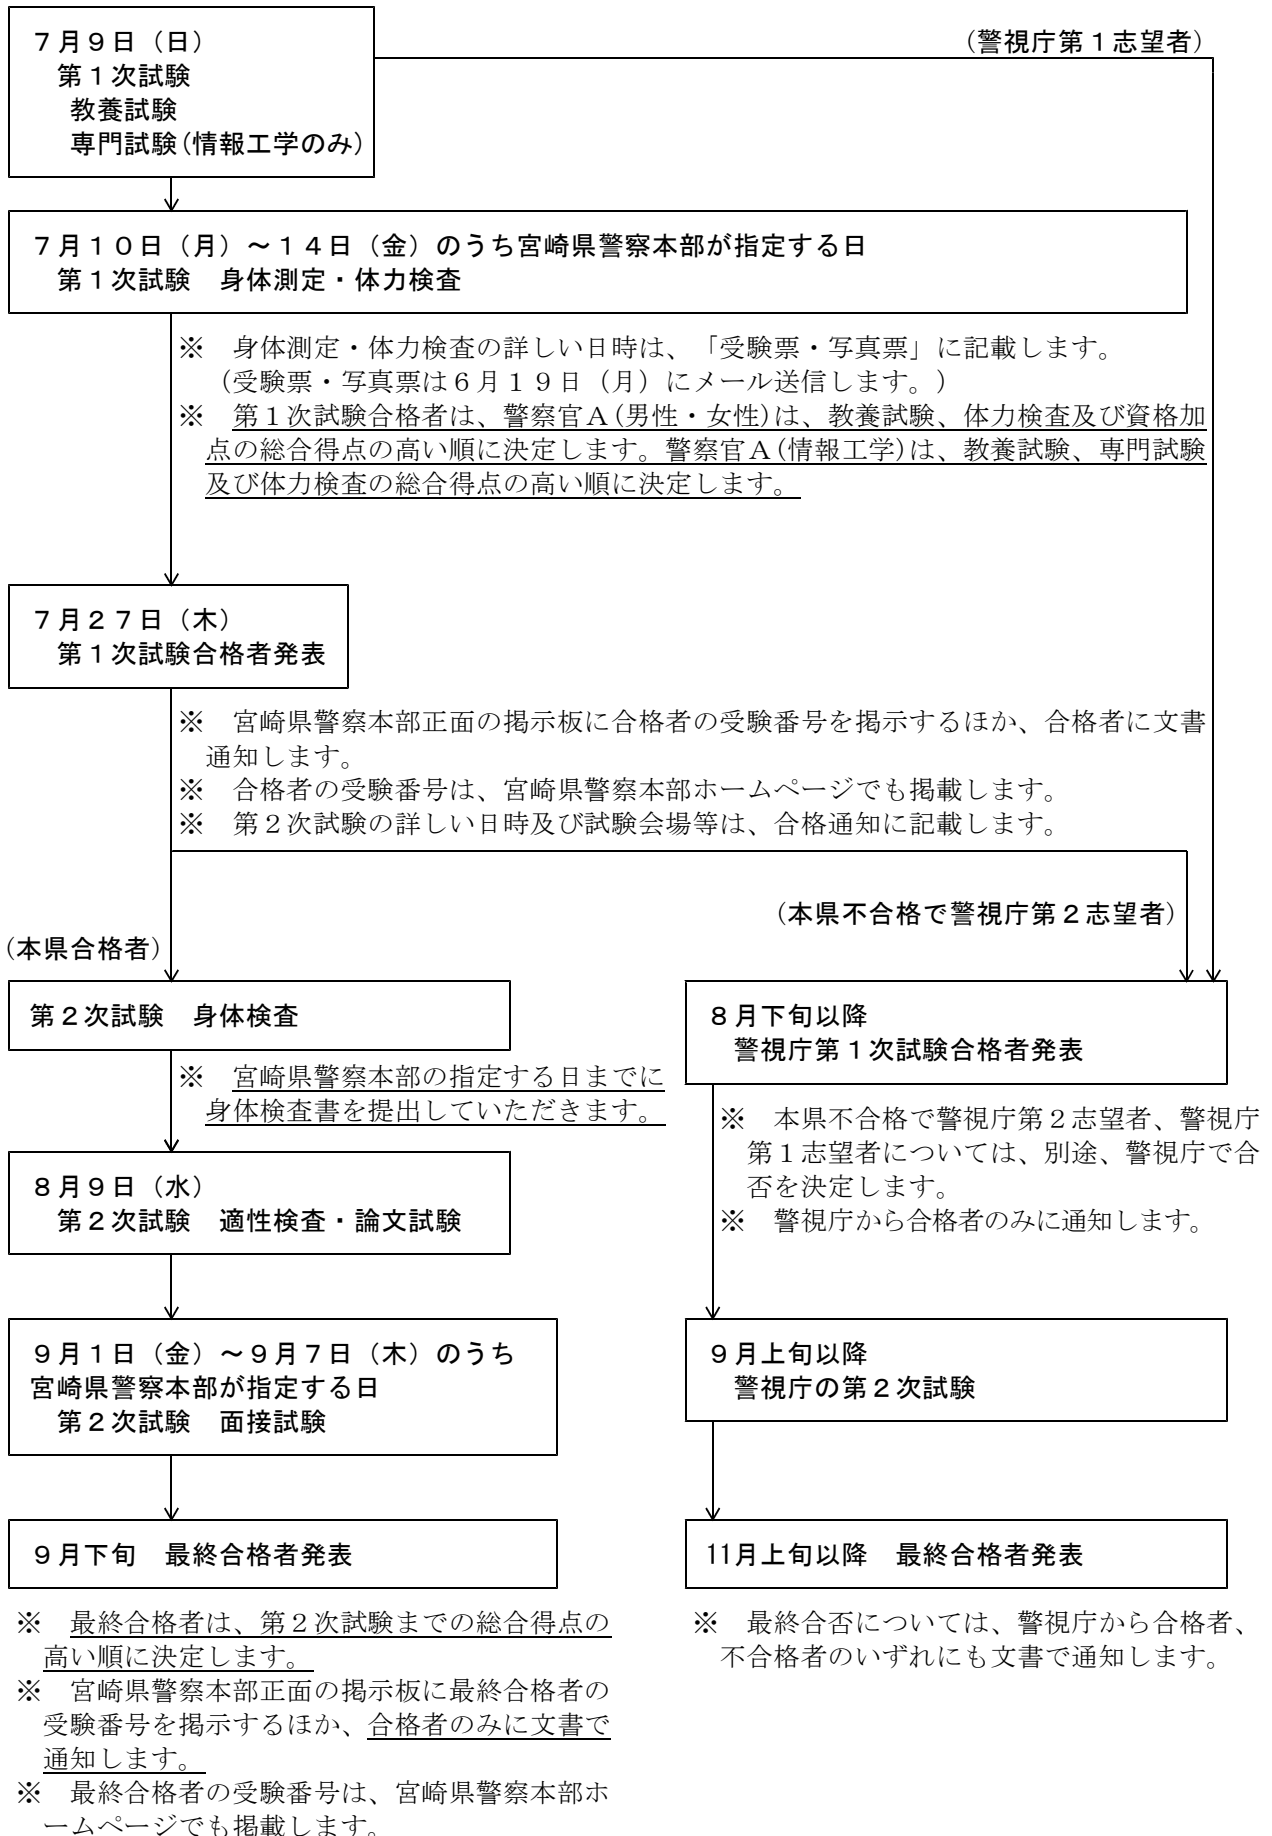 ７月９日（日）
第１次試験
教養試験
専門試験(情報工学のみ)
（警視庁第１志望者）
７月１０日（月）～１４日（金）のうち宮崎県警察本部が指定する日
第１次試験　身体測定・体力検査
※　身体測定・体力検査の詳しい日時は、「受験票・写真票」に記載します。
（受験票・写真票は６月１９日（月）にメール送信します。）
※　第１次試験合格者は、警察官Ａ(男性・女性)は、教養試験、体力検査及び資格加
点の総合得点の高い順に決定します。警察官Ａ(情報工学)は、教養試験、専門試験
及び体力検査の総合得点の高い順に決定します。
７月２７日（木）
第１次試験合格者発表
※　宮崎県警察本部正面の掲示板に合格者の受験番号を掲示するほか、合格者に文書
通知します。
※　合格者の受験番号は、宮崎県警察本部ホームページでも掲載します。
※　第２次試験の詳しい日時及び試験会場等は、合格通知に記載します。
（本県不合格で警視庁第２志望者）
（本県合格者）
第２次試験　身体検査
※　宮崎県警察本部の指定する日までに
身体検査書を提出していただきます。
８月９日（水）
第２次試験　適性検査・論文試験
９月１日（金）～９月７日（木）のうち
宮崎県警察本部が指定する日
第２次試験　面接試験
９月下旬　最終合格者発表
※　最終合格者は、第２次試験までの総合得点の
高い順に決定します。
※　宮崎県警察本部正面の掲示板に最終合格者の
受験番号を掲示するほか、合格者のみに文書で
通知します。
※　最終合格者の受験番号は、宮崎県警察本部ホ
ームページでも掲載します。
８月下旬以降
警視庁第１次試験合格者発表
※　本県不合格で警視庁第２志望者、警視庁
第１志望者については、別途、警視庁で合
否を決定します。
※　警視庁から合格者のみに通知します。
９月上旬以降
警視庁の第２次試験
11月上旬以降　最終合格者発表
※　最終合否については、警視庁から合格者、
不合格者のいずれにも文書で通知します。